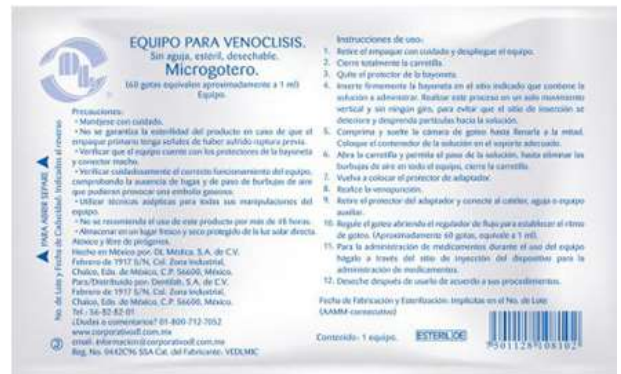 EQUIPO PARA VENOCLISIS.
Sin aguja, estéril, desechable.
Microgotero.
(60 gotas equivalen aproximadamente a 1 ml)
Equipo.
Precauciones:
• Manéjese con cuidado.
• No se garantiza la esterilidad del producto en caso de que el
empaque primario tenga señales de haber sufrido ruptura previa.
• Verificar que el equipo cuente con los protectores de la bayoneta
y conector macho.
• Verificar cuidadosamente el correcto funcionamiento del equipo,
comprobando la ausencia de fugas y de paso de burbujas de aire
que pudieran provocar una embolia gaseosa.
• Utilizar técnicas asépticas para todas sus manipulaciones del
equipo.
• No se recomienda el uso de este producto por más de 48 horas.
• Almacenar en un lugar fresco y seco protegido de la luz solar directa.
Atóxico y libre de pirógenos.
Hecho en México por: DL Médica, S.A. de C.V.
Febrero de 1917 S/N, Col. Zona Industrial,
Chalco, Edo. de México, C.P. 56600, México.
Para/Distribuido por: Dentilab, S.A. de C.V.
Febrero de 1917 S/N, Col. Zona Industrial,
Chalco, Edo. de México, C.P. 56600, México.
Tel.: 56-82-82-01
¿Dudas o comentarios? 01-800-712-7052
www.corporativodl.com.mx
email: informacion@corporativodl.com.mx
Reg. No. 0442C96 SSA Cat. del Fabricante: VEDLMIC
PARA ABRIR SEPARE
No. de Lote y Fecha de Caducidad: Indicados al reverso
Instrucciones de uso:
1. Retire el empaque con cuidado y despliegue el equipo.
2. Cierre totalmente la carretilla.
3. Quite el protector de la bayoneta.
4. Inserte firmemente la bayoneta en el sitio indicado que contiene la
solución a administrar. Realizar este proceso en un solo movimiento
vertical y sin ningún giro, para evitar que el sitio de inserción se
deteriore y desprenda partículas hacia la solución.
5. Comprima y suelte la cámara de goteo hasta llenarla a la mitad.
Coloque el contenedor de la solución en el soporte adecuado.
6. Abra la carretilla y permita el paso de la solución, hasta eliminar las
burbujas de aire en todo el equipo, cierre la carretilla.
7. Vuelva a colocar el protector de adaptador.
8. Realice la venopunción.
9. Retire el protector del adaptador y conecte al catéter, aguja o equipo
auxiliar.
10. Regule el goteo abriendo el regulador de flujo para establecer el ritmo
de goteo. (Aproximadamente 60 gotas, equivale a 1 ml).
11. Para la administración de medicamentos durante el uso del equipo
hágalo a través del sitio de inyección del dispositivo para la
administración de medicamentos.
12. Deseche después de usarlo de acuerdo a sus procedimientos.
Fecha de Fabricación y Esterilización: Implícitas en el No. de Lote
(AAMM-consecutivo)
Contenido: 1 equipo.
ESTERIL OE
7 501128 108102